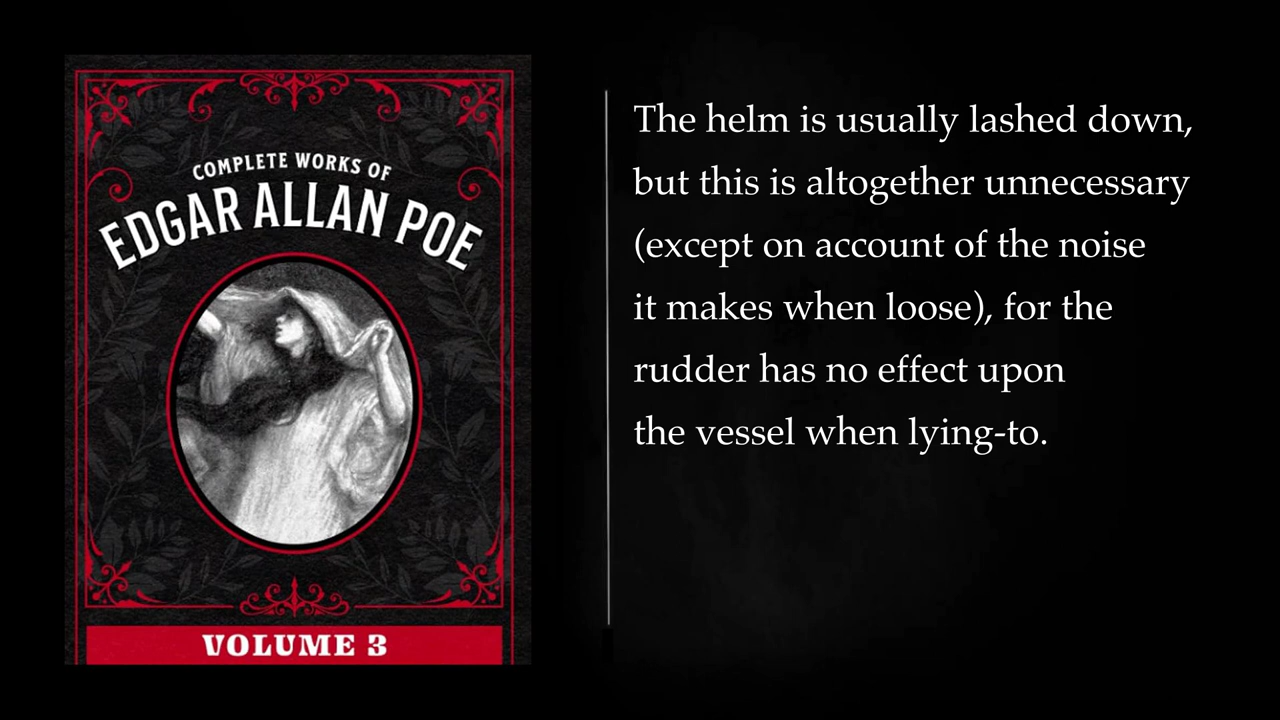 COMPLETE WORKS OF
EDGAR ALLAN POE
VOLUME 3
The helm is usually lashed down,
but this is altogether unnecessary
(except on account of the noise
it makes when loose), for the
rudder has no effect upon
the vessel when lying-to.